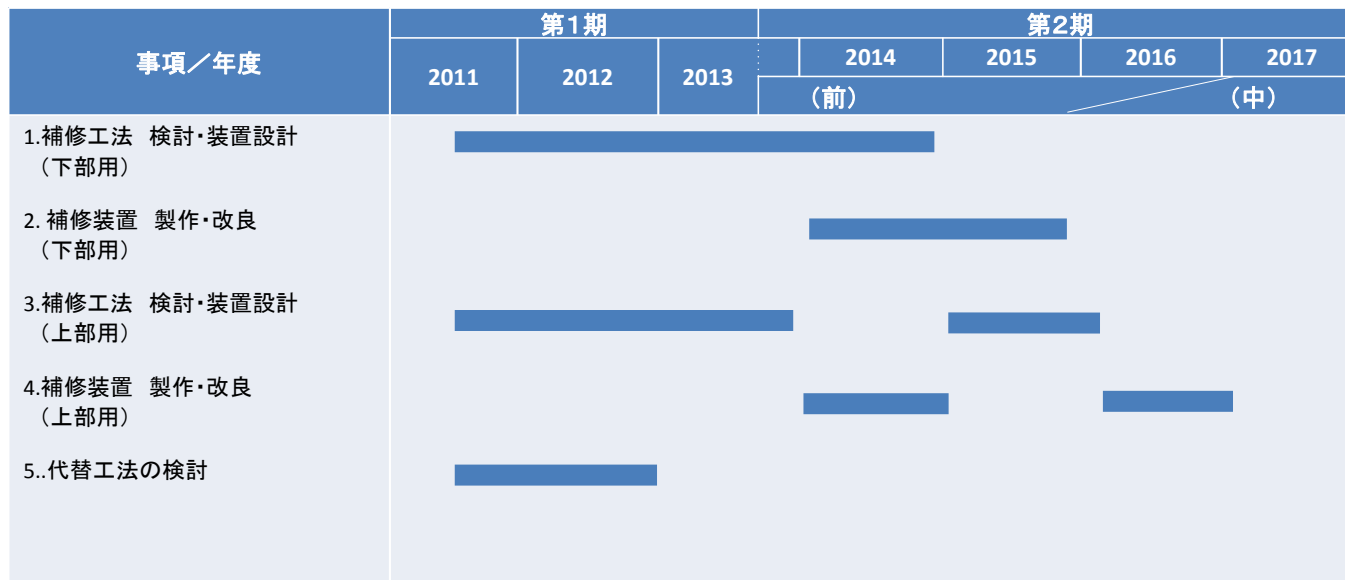 事項／年度
第1期
第2期
2011
2012
2013
2014
2015
2016
2017
（前）
（中）
1.補修工法　検討・装置設計
（下部用）
2. 補修装置　製作・改良
（下部用）
3.補修工法　検討・装置設計
（上部用）
4.補修装置　製作・改良
（上部用）
5..代替工法の検討